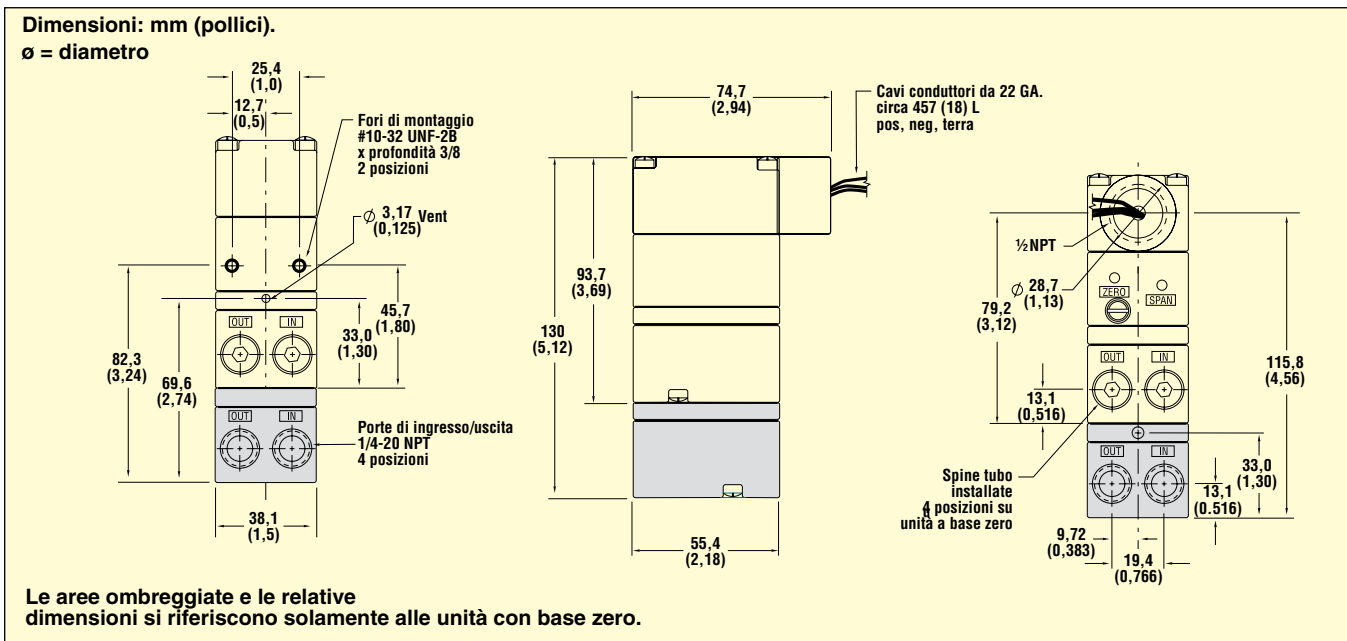 Dimensioni: mm (pollici).
ø = diametro
25,4
(1,0)
12,7
(0,5)
Fori di montaggio
#10-32 UNF-2B
x profondità 3/8
2 posizioni
Ø 3,17 Vent
(0,125)
OUT IN
45,7
(1,80)
33,0
(1,30)
82,3
(3,24)
69,6
(2,74)
OUT IN
Porte di ingresso/uscita
1/4-20 NPT
4 posizioni
38,1
(1,5)
74,7
(2,94)
Cavi conduttori da 22 GA.
circa 457 (18) L
pos, neg, terra
93,7
(3,69)
130
(5,12)
55,4
(2,18)
½ NPT
Ø 28,7
(1,13)
ZERO SPAN
79,2
(3,12)
115,8
(4,56)
OUT IN
13,1
(0,516)
OUT IN
Spine tubo
installate
4 posizioni su
unità a base zero
33,0
(1,30)
13,1
(0.516)
9,72
(0,383)
19,4
(0,766)
Le aree ombreggiate e le relative
dimensioni si riferiscono solamente alle unità con base zero.